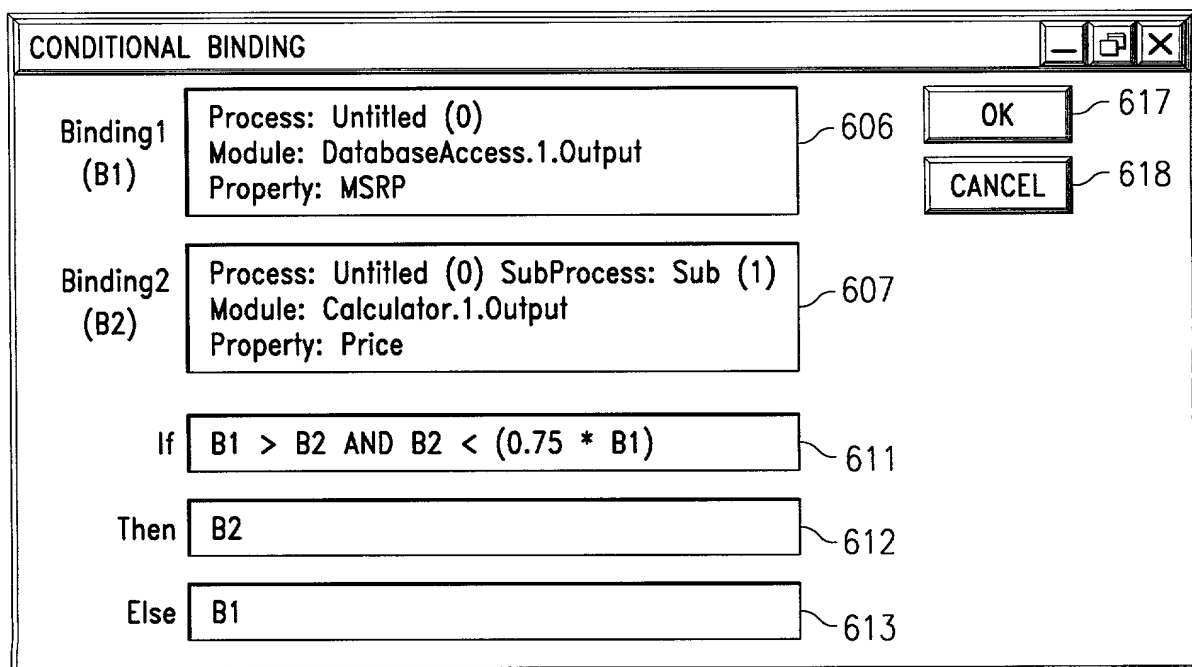 CONDITIONAL BINDING
Binding1
(B1)
Process: Untitled (0)
Module: DatabaseAccess.1.Output
Property: MSRP
606
OK
617
CANCEL
618
Binding2
(B2)
Process: Untitled (0) SubProcess: Sub (1)
Module: Calculator.1.Output
Property: Price
607
If
B1 > B2 AND B2 < (0.75 * B1)
611
Then
B2
612
Else
B1
613